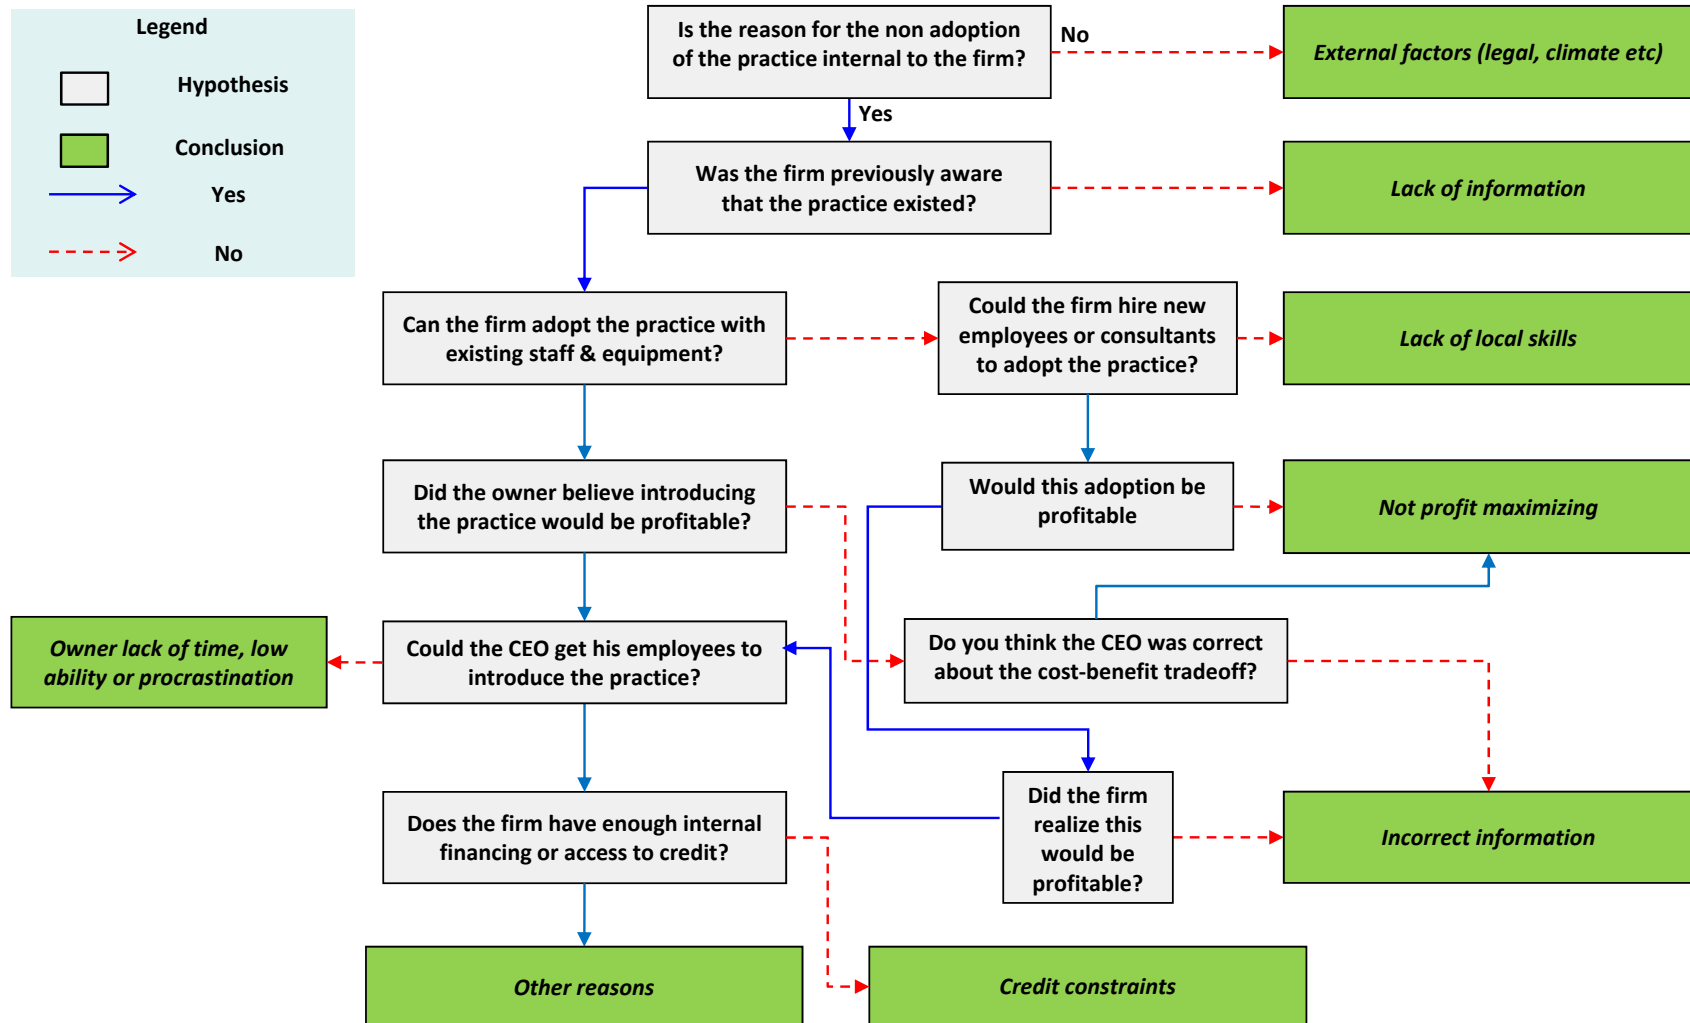 Legend
Hypothesis
Conclusion
Yes
No
Is the reason for the non adoption
of the practice internal to the firm?
No
External factors (legal, climate etc)
Yes
Was the firm previously aware
that the practice existed?
Lack of information
Can the firm adopt the practice with
existing staff & equipment?
Could the firm hire new
employees or consultants
to adopt the practice?
Lack of local skills
Did the owner believe introducing
the practice would be profitable?
Would this adoption be
profitable
Not profit maximizing
Owner lack of time, low
ability or procrastination
Could the CEO get his employees to
introduce the practice?
Do you think the CEO was correct
about the cost-benefit tradeoff?
Does the firm have enough internal
financing or access to credit?
Did the firm
realize this
would be
profitable?
Incorrect information
Other reasons
Credit constraints